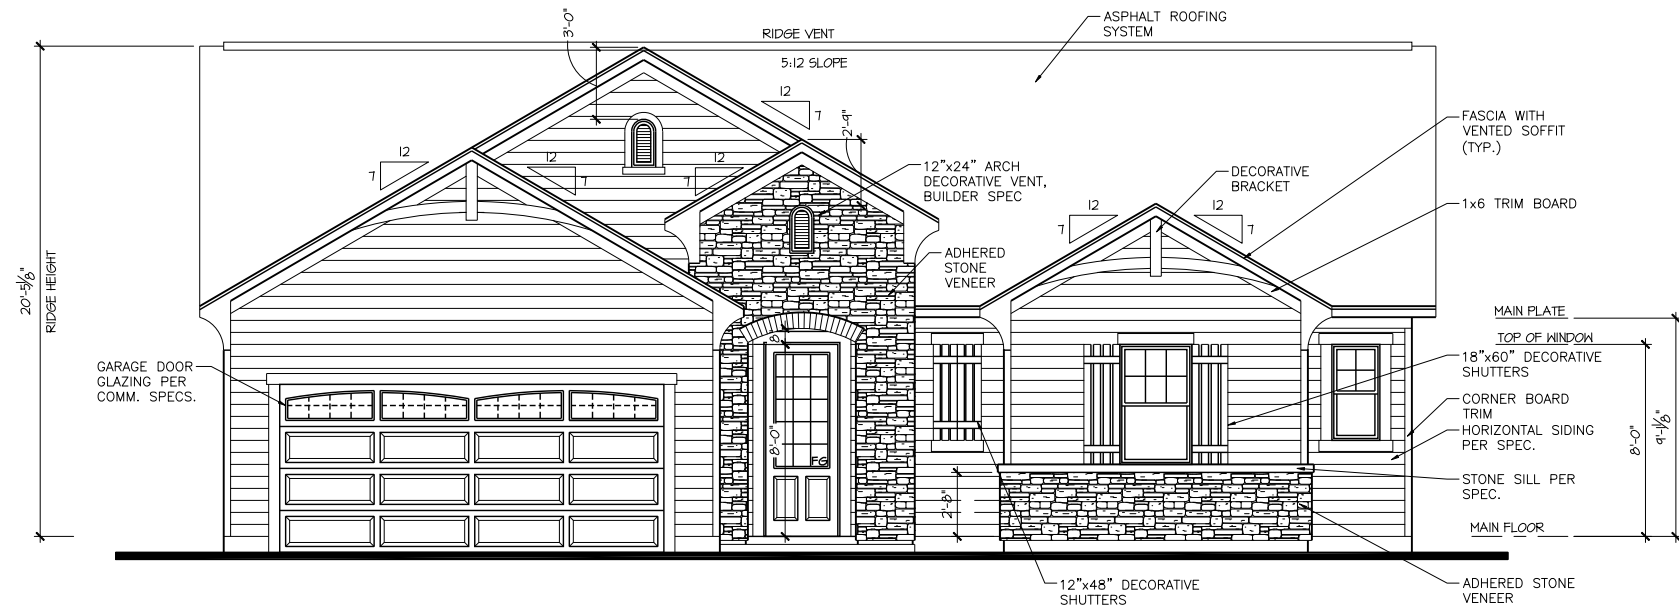 ASPHALT ROOFING
SYSTEM
RIDGE VENT
5:12 SLOPE
3'-0"
12
7
2'-9"
FASCIA WITH
VENTED SOFFIT
(TYP.)
12
7
12
7
12
7
12"x24" ARCH
DECORATIVE VENT,
BUILDER SPEC
DECORATIVE
BRACKET
1x6 TRIM BOARD
12
7
12
7
ADHERED
STONE
VENEER
20'-5 1/8"
RIDGE HEIGHT
MAIN PLATE
TOP OF WINDOW
8"
18"x60" DECORATIVE
SHUTTERS
GARAGE DOOR
GLAZING PER
COMM. SPECS.
CORNER BOARD
TRIM
HORIZONTAL SIDING
PER SPEC.
8'-0"
9'-1 1/8"
8'-0"
FG
STONE SILL PER
SPEC.
2'-8"
MAIN FLOOR
12"x48" DECORATIVE
SHUTTERS
ADHERED STONE
VENEER